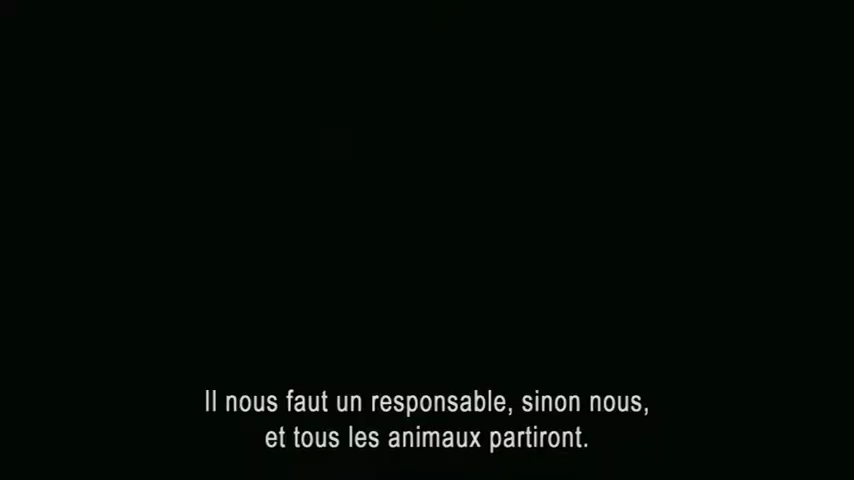 Il nous faut un responsable, sinon nous,
et tous les animaux partiront.